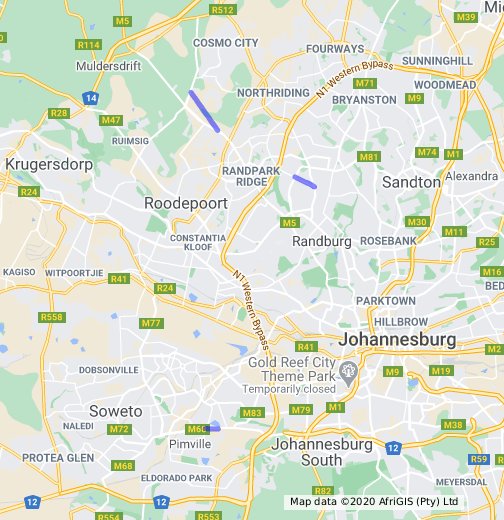 R512
M5
M39
Mi
COSMO CITY
R114
FOURWAYS
SUNNINGHILL
Muldersdrift
N1 Western Bypass
M71
WOODMEAD
14
NORTHRIDING
BRYANSTON
M9
R28
M47
RUIMSIG
M74
M1
Krugersdorp
M81
RANDPARK
RIDGE
Alexandra
R24
Sandton
Roodepoort
M5
M30
M11
CONSTANTIA
KLOOF
Randburg
ROSEBANK
R25
KAGISO
WITPOORTJIE
R41
N1 Western Bypass
M16
R24
BED
PARKTOWN
R558
M77
HILLBROW
R41
Johannesburg
M2
Gold Reef City
Theme Park
Temporarily closed
DOBSONVILLE
M9
M19
Soweto
M83
M79
M1
NALEDI
M72
M60
M38
Pimville
Johannesburg
South
12
PROTEA GLEN
M68
R59
ELDORADO PARK
MEYERSDAL
12
12
R82
R554
R553
Map data ©2020 AfriGIS (Pty) Ltd